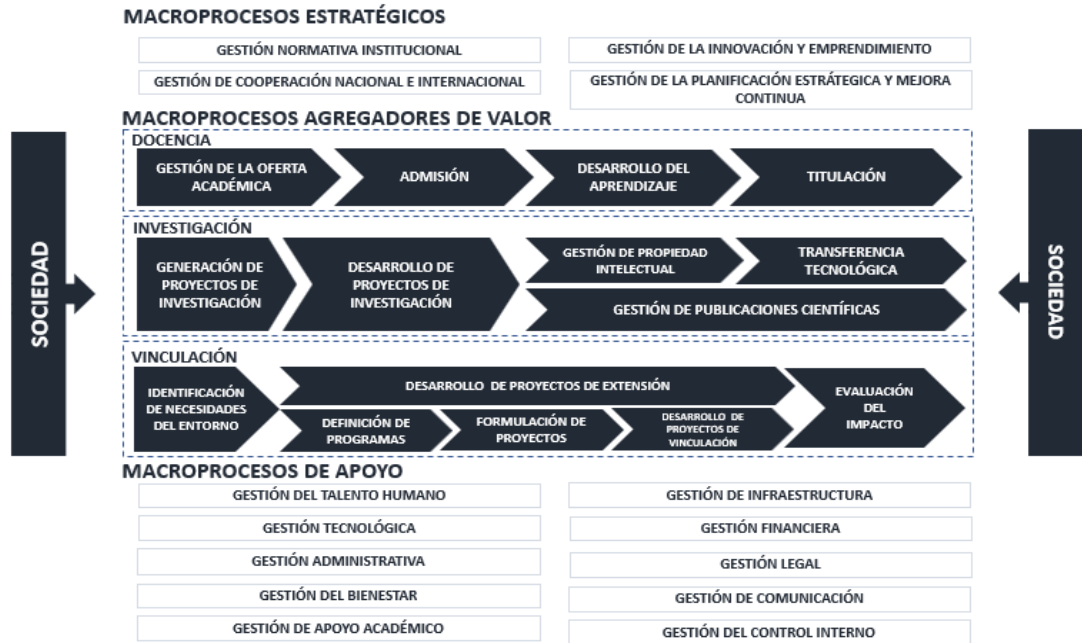 MACROPROCESOS ESTRATÉGICOS
GESTIÓN NORMATIVA INSTITUCIONAL
GESTIÓN DE LA INNOVACIÓN Y EMPRENDIMIENTO
GESTIÓN DE COOPERACIÓN NACIONAL E INTERNACIONAL
GESTIÓN DE LA PLANIFICACIÓN ESTRÁTEGICA Y MEJORA
CONTINUA
MACROPROCESOS AGREGADORES DE VALOR
SOCIEDAD
DOCENCIA
GESTIÓN DE LA OFERTA
ACADÉMICA
ADMISIÓN
DESARROLLO DEL
APRENDIZAJE
TITULACIÓN
INVESTIGACIÓN
GENERACIÓN DE
PROYECTOS DE
INVESTIGACIÓN
DESARROLLO DE
PROYECTOS DE
INVESTIGACIÓN
GESTIÓN DE PROPIEDAD
INTELECTUAL
TRANSFERENCIA
TECNOLÓGICA
GESTIÓN DE PUBLICACIONES CIENTÍFICAS
VINCULACIÓN
IDENTIFICACIÓN
DE NECESIDADES
DEL ENTORNO
DESARROLLO DE PROYECTOS DE EXTENSIÓN
DEFINICIÓN DE
PROGRAMAS
FORMULACIÓN DE
PROYECTOS
DESARROLLO DE
PROYECTOS DE
VINCULACIÓN
EVALUACIÓN
DEL
IMPACTO
SOCIEDAD
MACROPROCESOS DE APOYO
GESTIÓN DEL TALENTO HUMANO
GESTIÓN DE INFRAESTRUCTURA
GESTIÓN TECNOLÓGICA
GESTIÓN FINANCIERA
GESTIÓN ADMINISTRATIVA
GESTIÓN LEGAL
GESTIÓN DEL BIENESTAR
GESTIÓN DE COMUNICACIÓN
GESTIÓN DE APOYO ACADÉMICO
GESTIÓN DEL CONTROL INTERNO